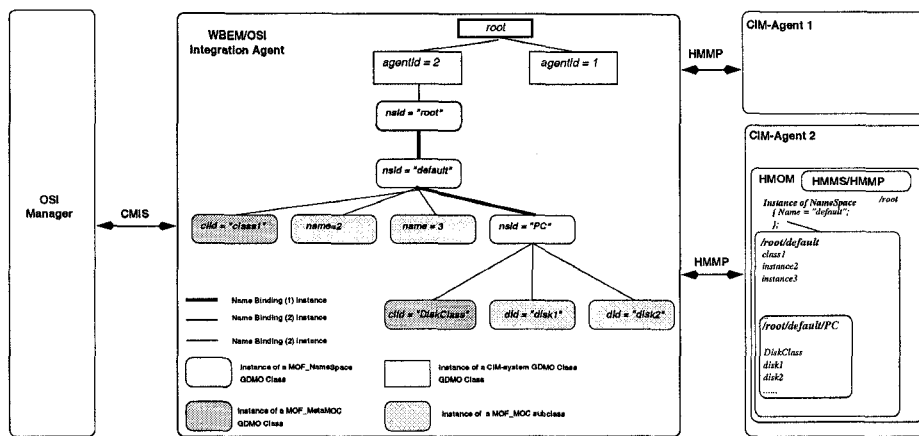 OSI
Manager
CMIS
WBEM/OSI
Integration Agent
root
agentId = 2
agentId = 1
nsId = "root"
nsId = "default"
clId = "class1"
name=2
name = 3
nsId = "PC"
clId = "DiskClass"
dId = "disk1"
dId = "disk2"
Name Binding (1) Instance
Name Binding (2) Instance
Name Binding (2) Instance
Instance of a MOF_NameSpace
GDMO Class
Instance of a CIM-system GDMO Class
GDMO Class
Instance of a MOF_MetaMOC
GDMO Class
Instance of a MOF_MOC subclass
HMMP
HMMP
CIM-Agent 1
CIM-Agent 2
HMOM
HMMS/HMMP
Instance of NameSpace
/root
{ Name = "default";
};
/root/default
class1
instance2
instance3
/root/default/PC
DiskClass
disk1
disk2
.....